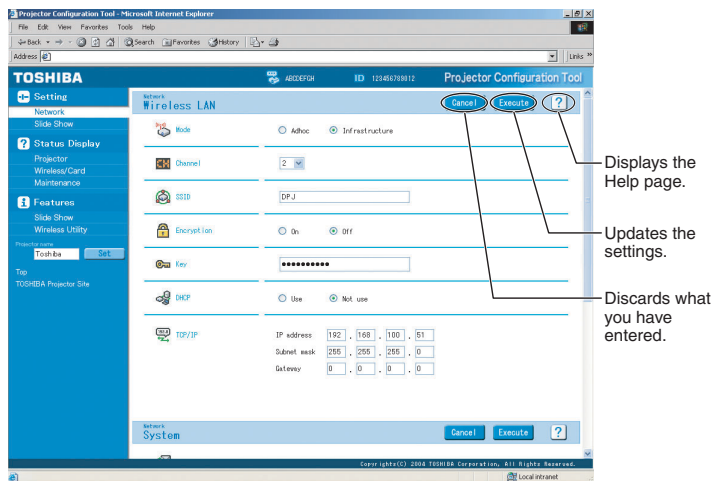 Projector Configuration Tool - Microsoft Internet Explorer
File Edit View Favorites Tools Help
Back Search Favorites History
Address Links »
TOSHIBA ABCDEFGH ID 123456789012 Projector Configuration Tool
Setting
Network
Slide Show
Status Display
Projector
Wireless/Card
Maintenance
Features
Slide Show
Wireless Utility
Projector name
Toshiba Set
Top
TOSHIBA Projector Site
Network
Wireless LAN Cancel Execute ?
Mode Adhoc Infrastructure
CH Channel 2
SSID DPJ
Encryption On Off
Key ●●●●●●●●●●
DHCP Use Not use
TCP/IP IP address 192 . 168 . 100 . 51
Subnet mask 255 . 255 . 255 . 0
Gateway 0 . 0 . 0 . 0
Network
System Cancel Execute ?
Copyrights(C) 2004 TOSHIBA Corporation, All Rights Reserved.
Local intranet
Displays the
Help page.
Updates the
settings.
Discards what
you have
entered.